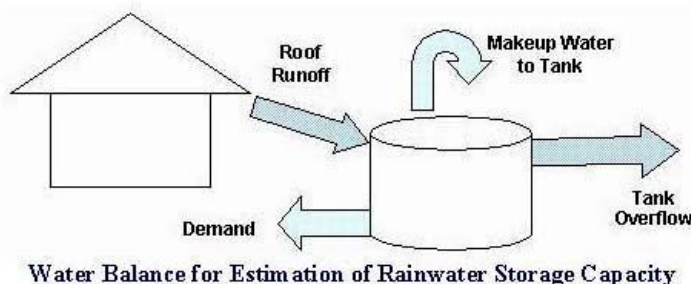 Roof
Runoff
Makeup Water
to Tank
Demand
Tank
Overflow
Water Balance for Estimation of Rainwater Storage Capacity